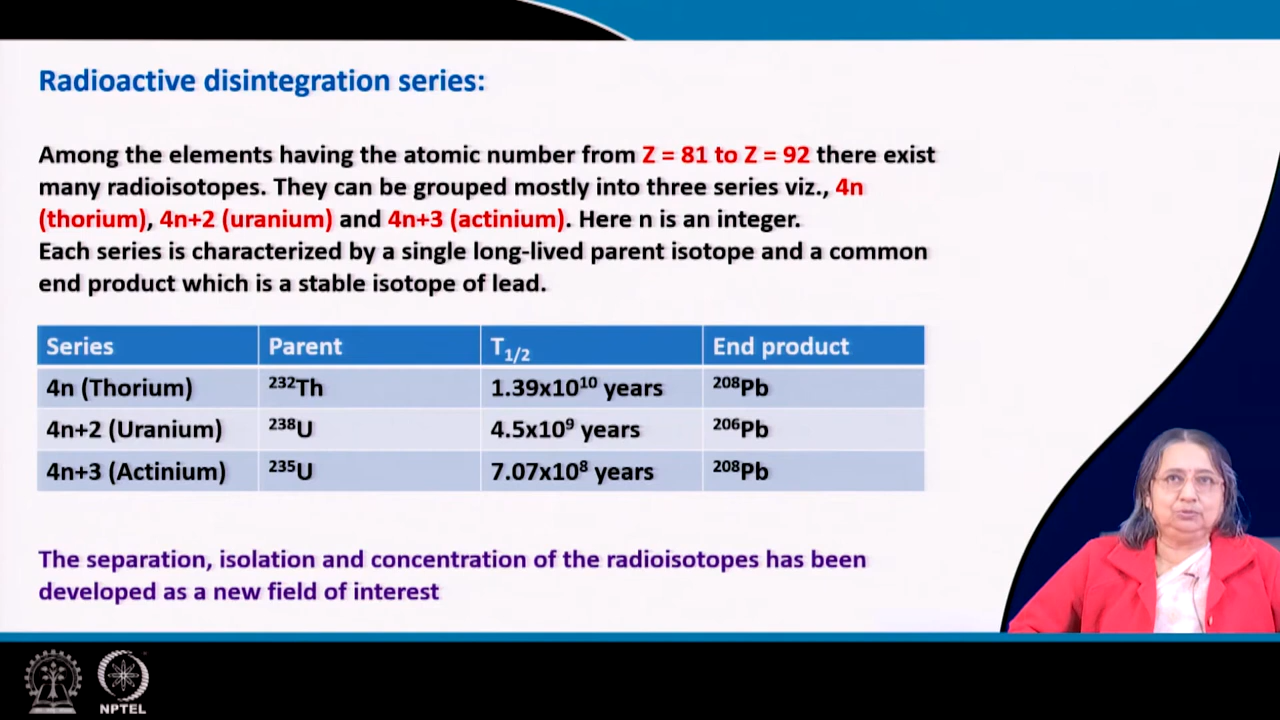 Radioactive disintegration series:
Among the elements having the atomic number from Z = 81 to Z = 92 there exist
many radioisotopes. They can be grouped mostly into three series viz., 4n
(thorium), 4n+2 (uranium) and 4n+3 (actinium). Here n is an integer.
Each series is characterized by a single long-lived parent isotope and a common
end product which is a stable isotope of lead.
Series Parent T1/2 End product
4n (Thorium) ²³²Th 1.39x10¹⁰ years ²⁰⁸Pb
4n+2 (Uranium) ²³⁸U 4.5x10⁹ years ²⁰⁶Pb
4n+3 (Actinium) ²³⁵U 7.07x10⁸ years ²⁰⁸Pb
The separation, isolation and concentration of the radioisotopes has been
developed as a new field of interest
NPTEL